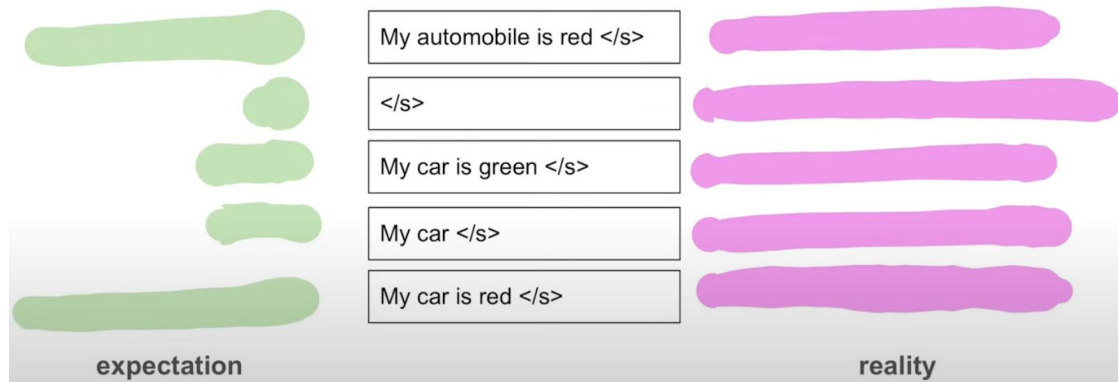 My automobile is red </s>
</s>
My car is green </s>
My car </s>
My car is red </s>
expectation
reality